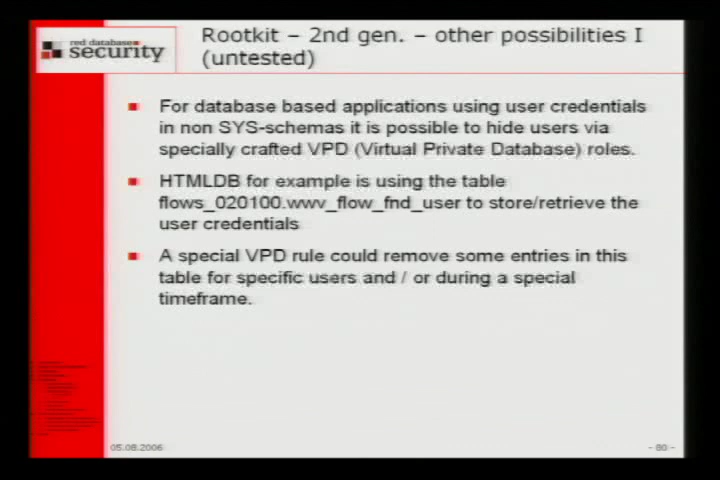 red database
security
Rootkit – 2nd gen. – other possibilities I
(untested)
For database based applications using user credentials
in non SYS-schemas it is possible to hide users via
specially crafted VPD (Virtual Private Database) roles.
HTMLDB for example is using the table
flows_020100.wwv_flow_fnd_user to store/retrieve the
user credentials
A special VPD rule could remove some entries in this
table for specific users and / or during a special
timeframe.
05.08.2006
- 80 -